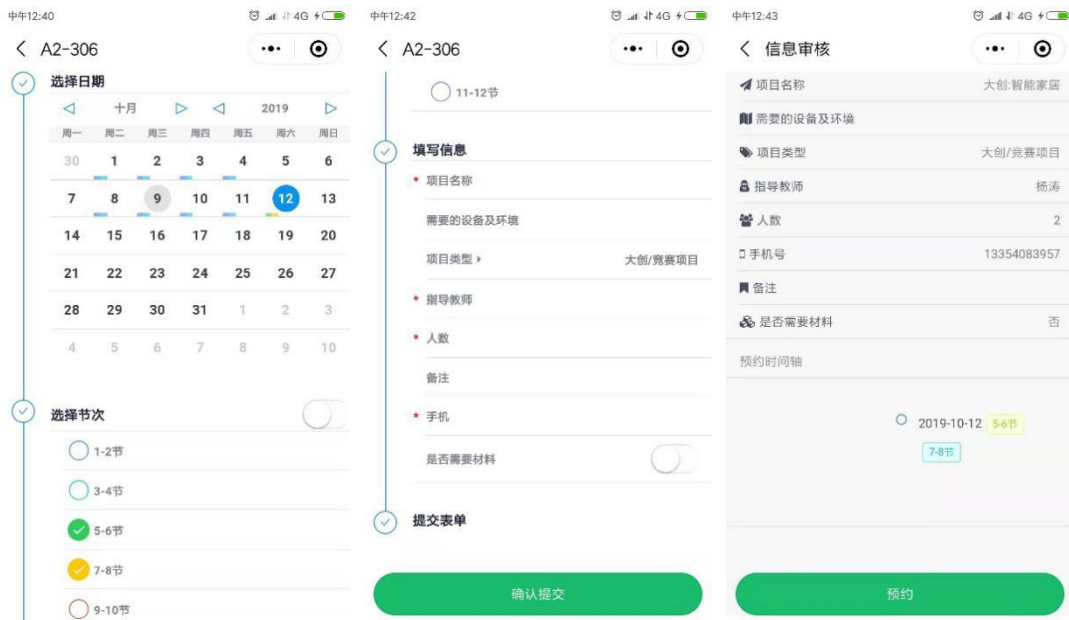 中午12:40
4G
A2-306
选择日期
十月 2019
周一 周二 周三 周四 周五 周六 周日
30 1 2 3 4 5 6
7 8 9 10 11 12 13
14 15 16 17 18 19 20
21 22 23 24 25 26 27
28 29 30 31 1 2 3
4 5 6 7 8 9 10
选择节次
1-2节
3-4节
5-6节
7-8节
9-10节
中午12:42
4G
A2-306
11-12节
填写信息
* 项目名称
需要的设备及环境
项目类型 大创/竞赛项目
* 指导教师
* 人数
备注
* 手机
是否需要材料
提交表单
确认提交
中午12:43
4G
信息审核
项目名称 大创:智能家居
需要的设备及环境
项目类型 大创/竞赛项目
指导教师 杨涛
人数 2
手机号 13354083957
备注
是否需要材料 否
预约时间轴
2019-10-12 5-6节
7-8节
预约